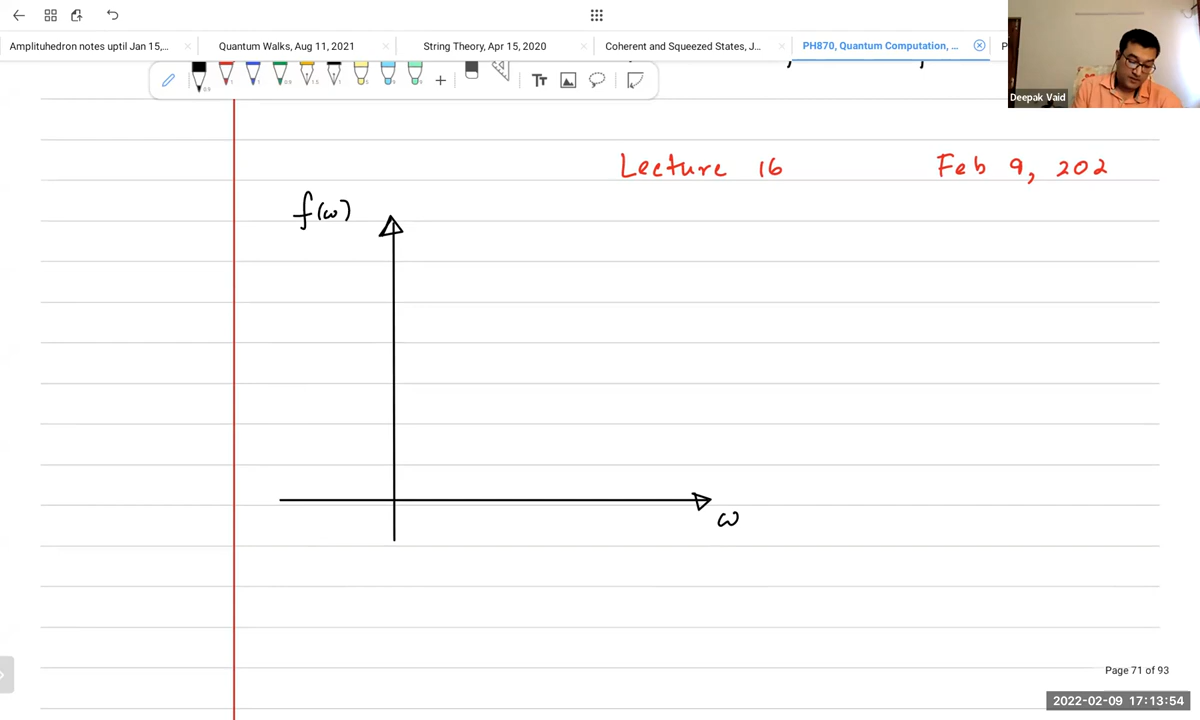 Amplituhedron notes uptil Jan 15,...
Quantum Walks, Aug 11, 2021
String Theory, Apr 15, 2020
Coherent and Squeezed States, J...
PH870, Quantum Computation, ...
P
Tт
Deepak Vaid
Lecture 16 Feb 9, 202
f(ω)
ω
Page 71 of 93
2022-02-09 17:13:54